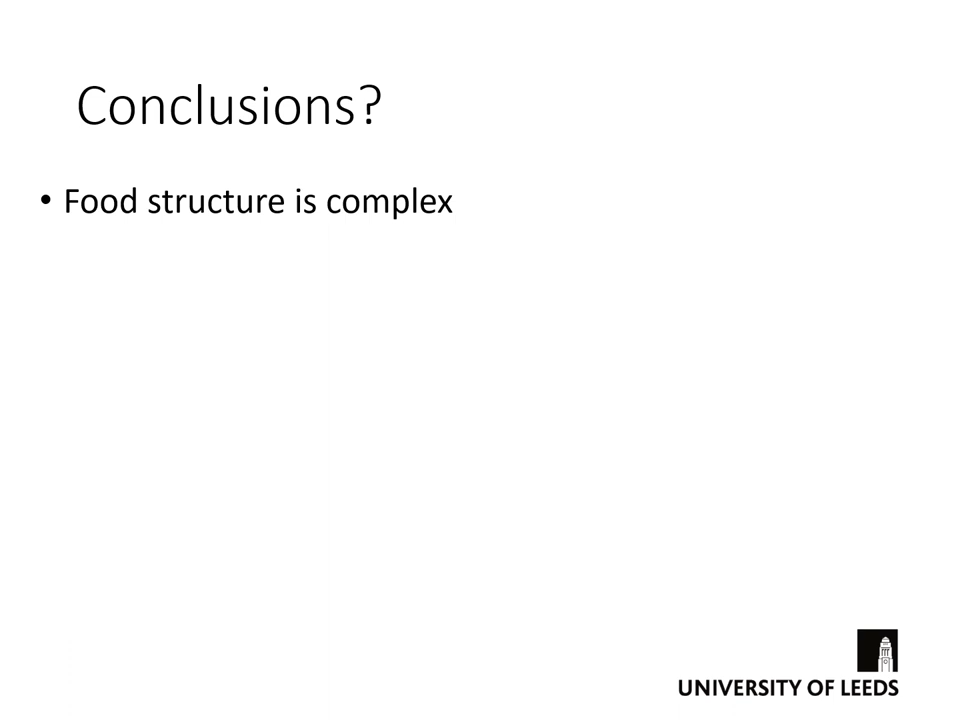 Conclusions?
• Food structure is complex
UNIVERSITY OF LEEDS